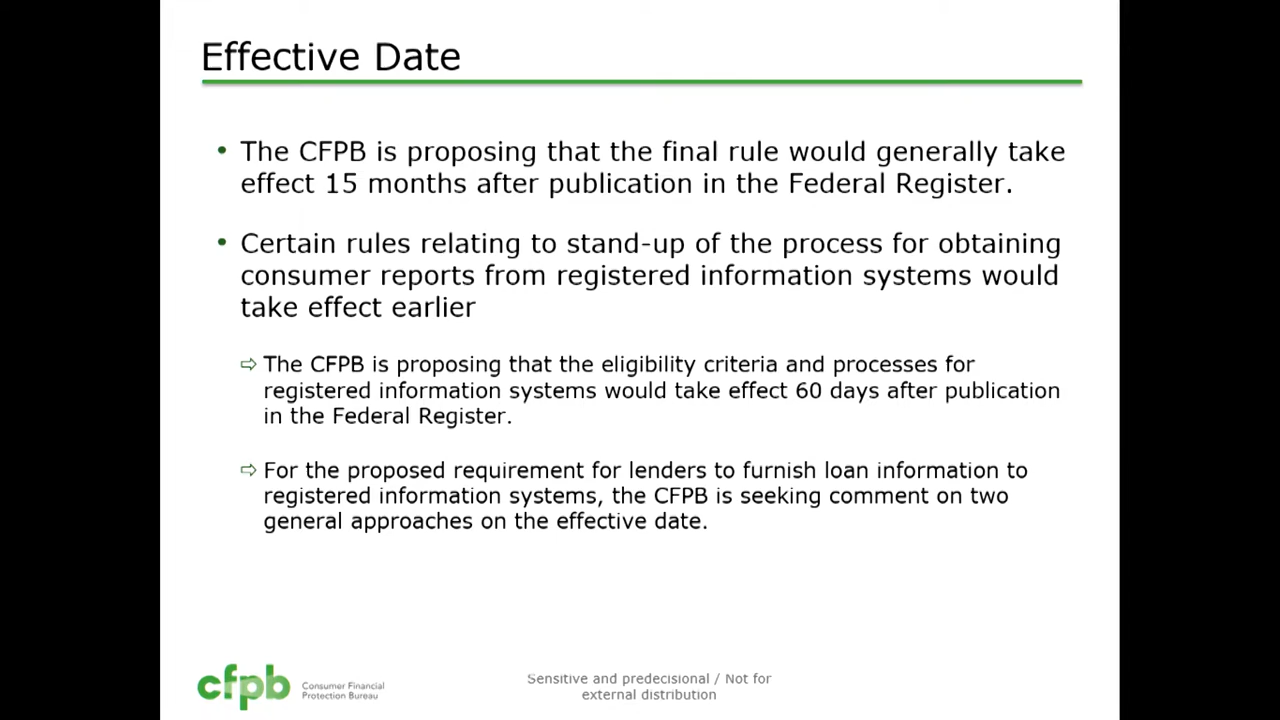 Effective Date
• The CFPB is proposing that the final rule would generally take
effect 15 months after publication in the Federal Register.
• Certain rules relating to stand-up of the process for obtaining
consumer reports from registered information systems would
take effect earlier
⇨ The CFPB is proposing that the eligibility criteria and processes for
registered information systems would take effect 60 days after publication
in the Federal Register.
⇨ For the proposed requirement for lenders to furnish loan information to
registered information systems, the CFPB is seeking comment on two
general approaches on the effective date.
cfpb
Consumer Financial
Protection Bureau
Sensitive and predecisional / Not for
external distribution